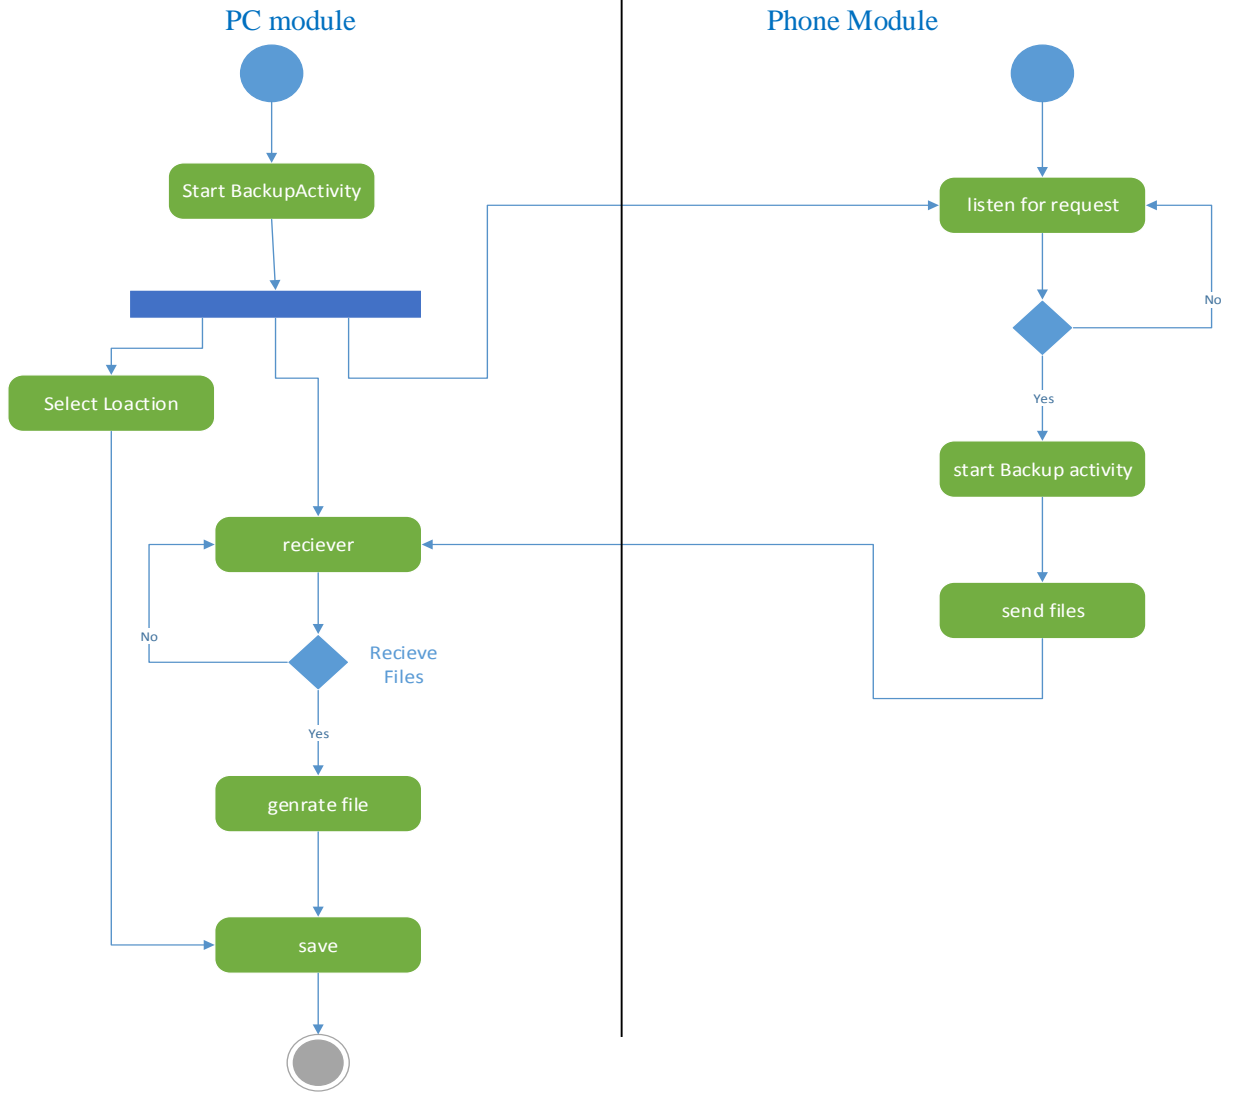 PC module
Phone Module
Start BackupActivity
listen for request
No
Yes
Select Loaction
start Backup activity
reciever
send files
No
Recieve
Files
Yes
genrate file
save